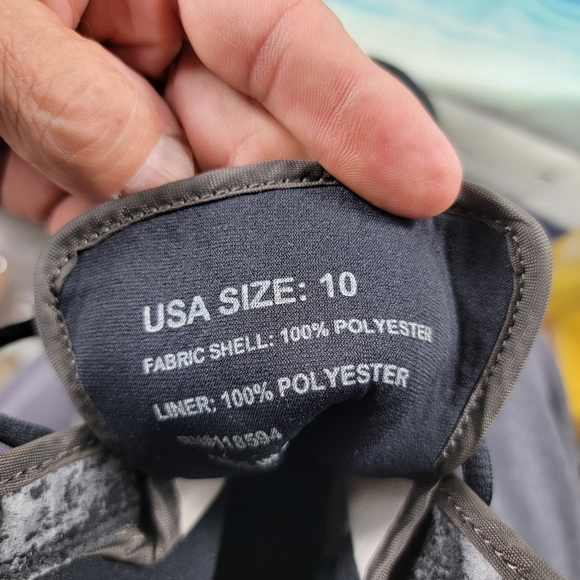 USA SIZE: 10
FABRIC SHELL: 100% POLYESTER
LINER: 100% POLYESTER